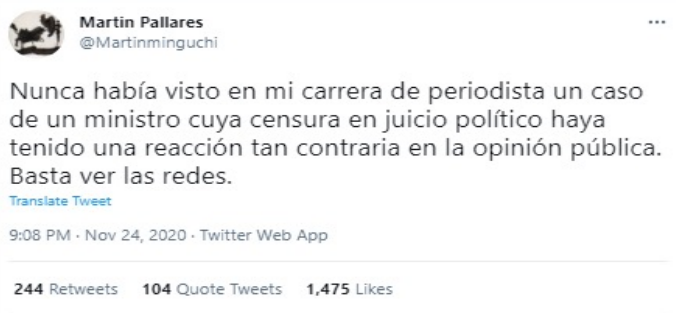 Martin Pallares
@Martinminguchi
Nunca había visto en mi carrera de periodista un caso
de un ministro cuya censura en juicio político haya
tenido una reacción tan contraria en la opinión pública.
Basta ver las redes.
Translate Tweet
9:08 PM · Nov 24, 2020 · Twitter Web App
244 Retweets 104 Quote Tweets 1,475 Likes